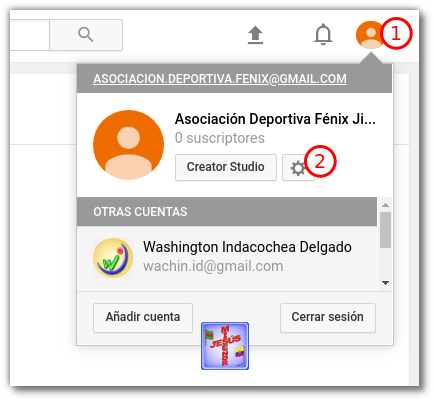 1
ASOCIACION.DEPORTIVA.FENIX@GMAIL.COM
Asociación Deportiva Fénix Ji...
0 suscriptores
Creator Studio
2
OTRAS CUENTAS
Washington Indacochea Delgado
wachin.id@gmail.com
Añadir cuenta
Cerrar sesión
JESÚS